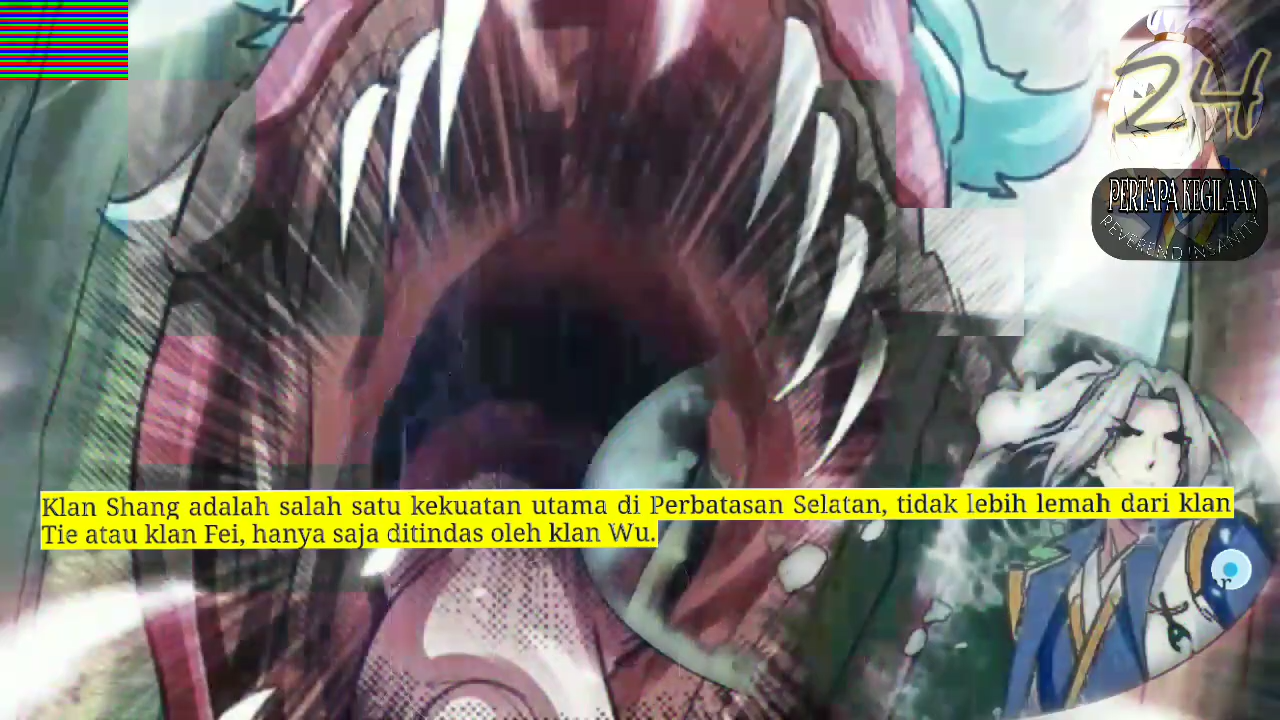 24
PERTAPA KEGILAAN
REVEREND INSANITY
Klan Shang adalah salah satu kekuatan utama di Perbatasan Selatan, tidak lebih lemah dari klan
Tie atau klan Fei, hanya saja ditindas oleh klan Wu.